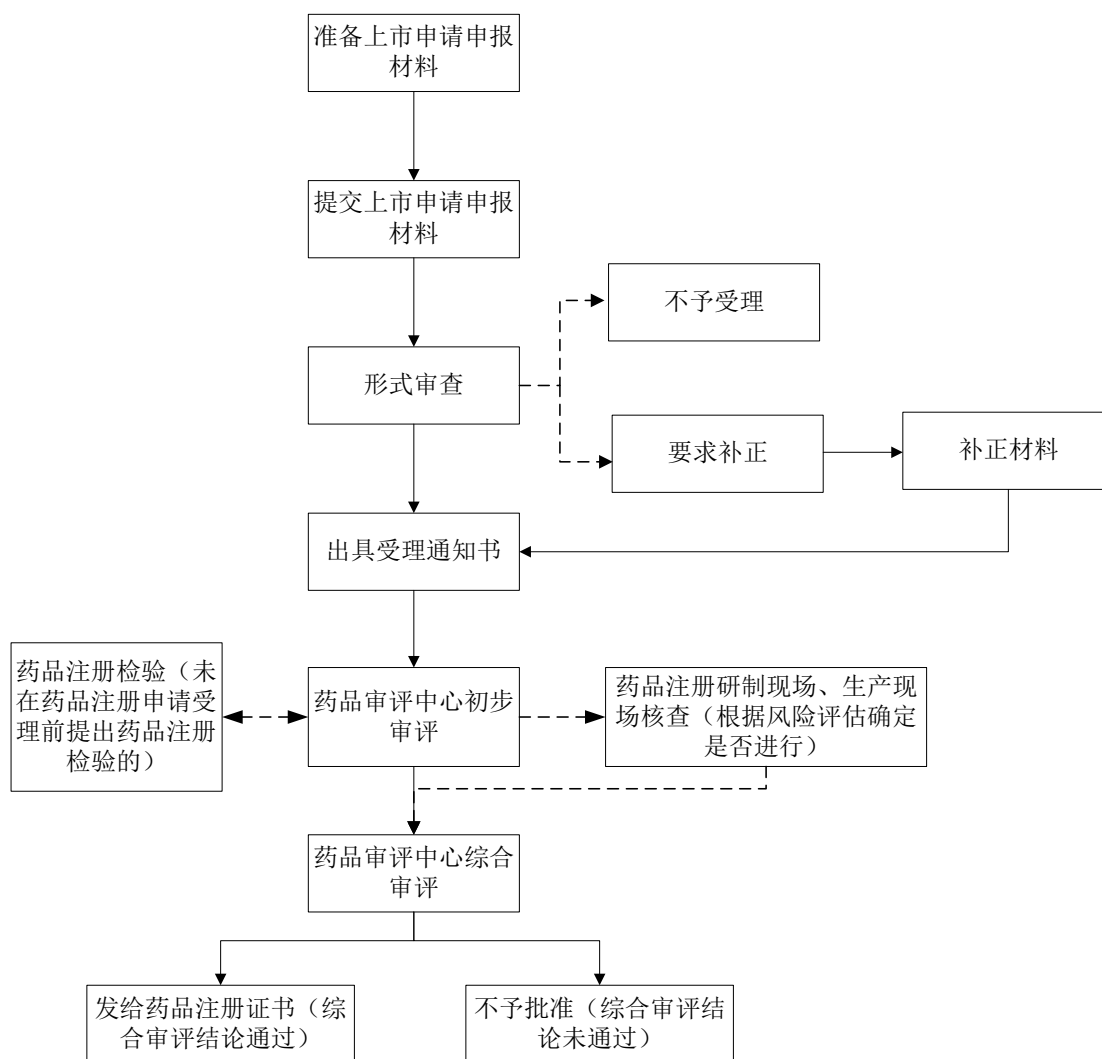 准备上市申请申报
材料
提交上市申请申报
材料
不予受理
形式审查
要求补正
补正材料
出具受理通知书
药品注册检验（未
在药品注册申请受
理前提出药品注册
检验的）
药品审评中心初步
审评
药品注册研制现场、生产现
场核查（根据风险评估确定
是否进行）
药品审评中心综合
审评
发给药品注册证书（综
合审评结论通过）
不予批准（综合审评结
论未通过）